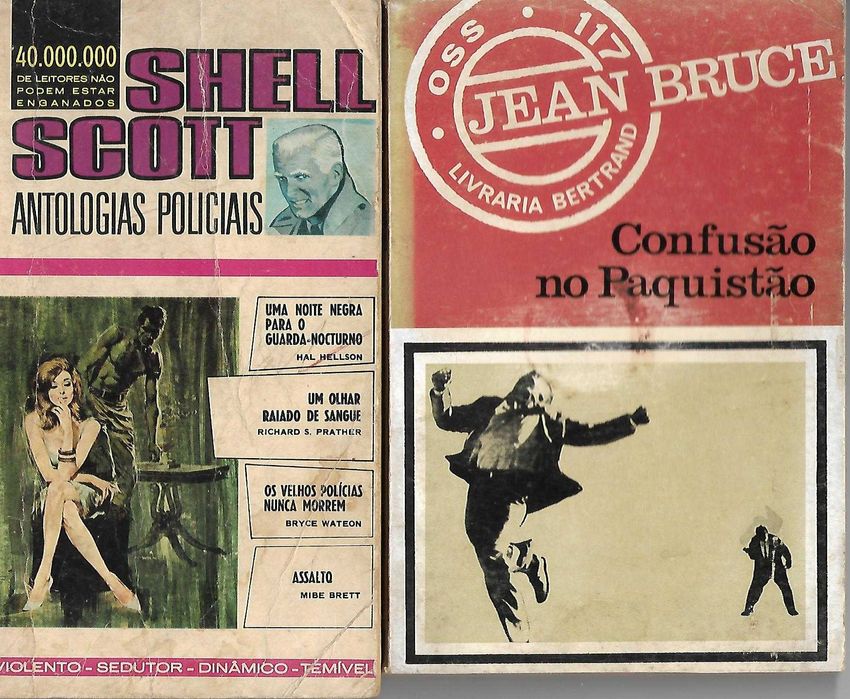 40.000.000
DE LEITORES NÃO
PODEM ESTAR
ENGANADOS
SHELL
SCOTT
ANTOLOGIAS POLICIAIS
UMA NOITE NEGRA
PARA O
GUARDA-NOCTURNO
HAL HELLSON
UM OLHAR
RAIADO DE SANGUE
RICHARD S. PRATHER
OS VELHOS POLÍCIAS
NUNCA MORREM
BRYCE WATEON
ASSALTO
MIBE BRETT
VIOLENTO - SEDUTOR - DINÂMICO - TEMÍVEL
OSS 117
JEAN BRUCE
LIVRARIA BERTRAND
Confusão
no Paquistão